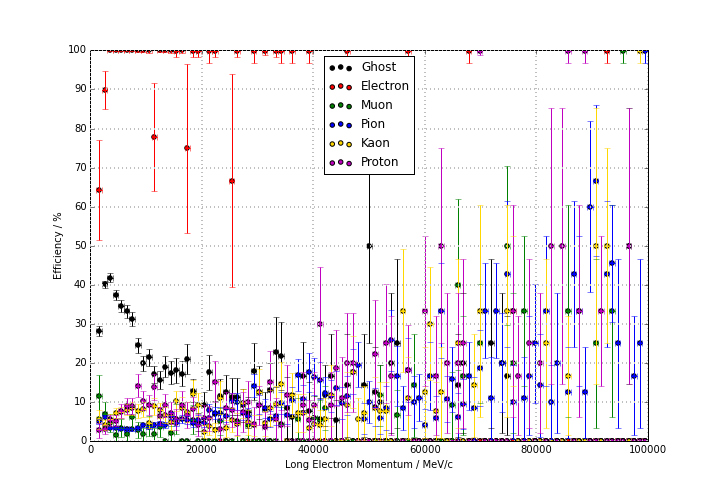 100
90
80
70
60
50
40
30
20
10
0
Efficiency / %
Ghost
Electron
Muon
Pion
Kaon
Proton
0 20000 40000 60000 80000 100000
Long Electron Momentum / MeV/c